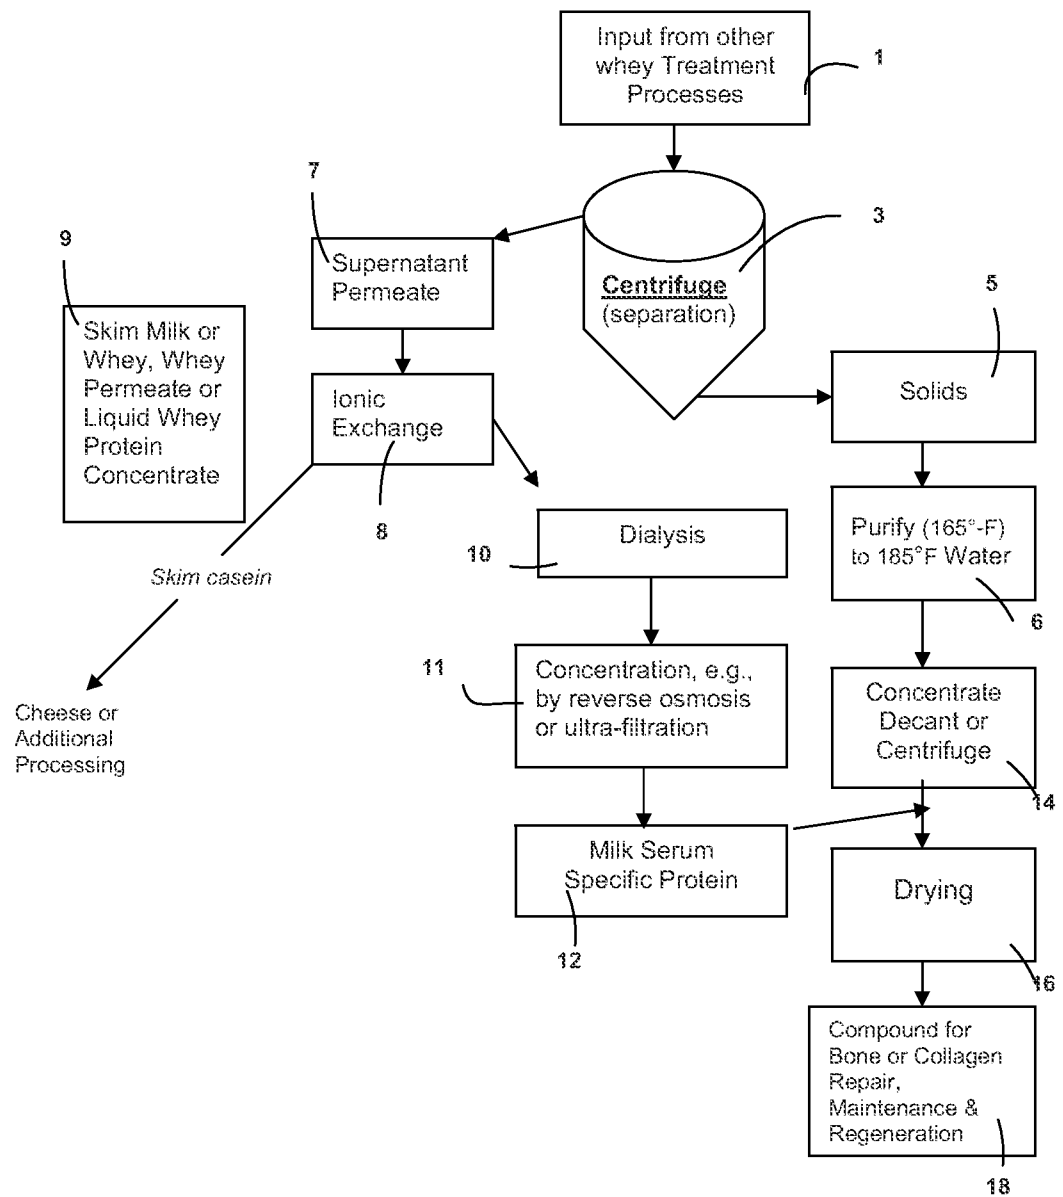 Input from other
whey Treatment
Processes
1
7
3
9
Supernatant
Permeate
Centrifuge
(separation)
5
Skim Milk or
Whey, Whey
Permeate or
Liquid Whey
Protein
Concentrate
Ionic
Exchange
Solids
8
10
Dialysis
Purify (165°-F)
to 185°F Water
Skim casein
6
11
Concentration, e.g.,
by reverse osmosis
or ultra-filtration
Concentrate
Decant or
Centrifuge
Cheese or
Additional
Processing
14
Milk Serum
Specific Protein
Drying
12
16
Compound for
Bone or Collagen
Repair,
Maintenance &
Regeneration
18